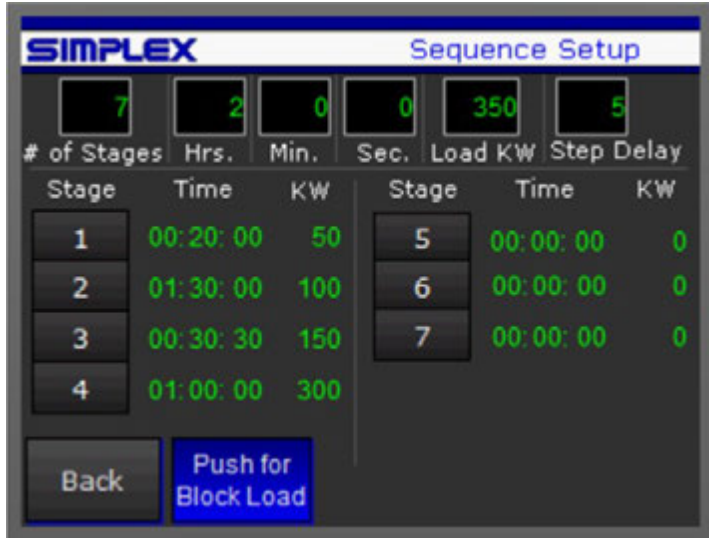 SIMPLEX Sequence Setup
7 2 0 0 350 5
# of Stages Hrs. Min. Sec. Load KW Step Delay
Stage Time KW Stage Time KW
1 00:20:00 50 5 00:00:00 0
2 01:30:00 100 6 00:00:00 0
3 00:30:30 150 7 00:00:00 0
4 01:00:00 300
Back Push for
Block Load